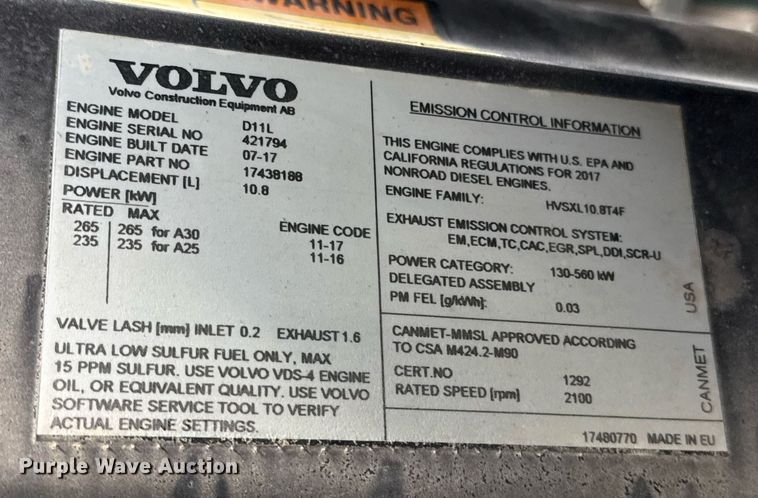 WARNING
VOLVO
Volvo Construction Equipment AB
ENGINE MODEL D11L
ENGINE SERIAL NO 421794
ENGINE BUILT DATE 07-17
ENGINE PART NO 17438188
DISPLACEMENT [L] 10.8
POWER [kW]
RATED MAX ENGINE CODE
265 265 for A30 11-17
235 235 for A25 11-16
VALVE LASH [mm] INLET 0.2 EXHAUST 1.6
ULTRA LOW SULFUR FUEL ONLY, MAX
15 PPM SULFUR. USE VOLVO VDS-4 ENGINE
OIL, OR EQUIVALENT QUALITY. USE VOLVO
SOFTWARE SERVICE TOOL TO VERIFY
ACTUAL ENGINE SETTINGS.
EMISSION CONTROL INFORMATION
THIS ENGINE COMPLIES WITH U.S. EPA AND
CALIFORNIA REGULATIONS FOR 2017
NONROAD DIESEL ENGINES.
ENGINE FAMILY: HVSXL10.8T4F
EXHAUST EMISSION CONTROL SYSTEM:
EM,ECM,TC,CAC,EGR,SPL,DDI,SCR-U
POWER CATEGORY: 130-560 kW
DELEGATED ASSEMBLY
PM FEL [g/kWh]: 0.03
USA
CANMET-MMSL APPROVED ACCORDING
TO CSA M424.2-M90
CERT.NO 1292
RATED SPEED [rpm] 2100
CANMET
17480770 MADE IN EU
Purple Wave Auction